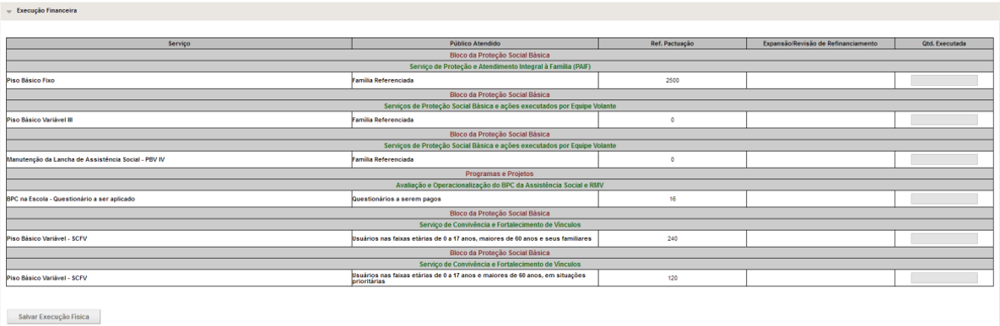 Execução Financeira
Serviço Público Atendido Ref. Pactuação Expansão/Revisão de Refinanciamento Qtd. Executada
Bloco da Proteção Social Básica
Serviço de Proteção e Atendimento Integral à Família (PAIF)
Piso Básico Fixo Família Referenciada 2500
Bloco da Proteção Social Básica
Serviços de Proteção Social Básica e ações executados por Equipe Volante
Piso Básico Variável III Família Referenciada 0
Bloco da Proteção Social Básica
Serviços de Proteção Social Básica e ações executados por Equipe Volante
Manutenção da Lancha de Assistência Social - PBV IV Família Referenciada 0
Programas e Projetos
Avaliação e Operacionalização do BPC da Assistência Social e RMV
BPC na Escola - Questionário a ser aplicado Questionários a serem pagos 16
Bloco da Proteção Social Básica
Serviço de Convivência e Fortalecimento de Vínculos
Piso Básico Variável - SCFV Usuários nas faixas etárias de 0 a 17 anos, maiores de 60 anos e seus familiares 240
Bloco da Proteção Social Básica
Serviço de Convivência e Fortalecimento de Vínculos
Piso Básico Variável - SCFV Usuários nas faixas etárias de 0 a 17 anos e maiores de 60 anos, em situações prioritárias 120
Salvar Execução Física